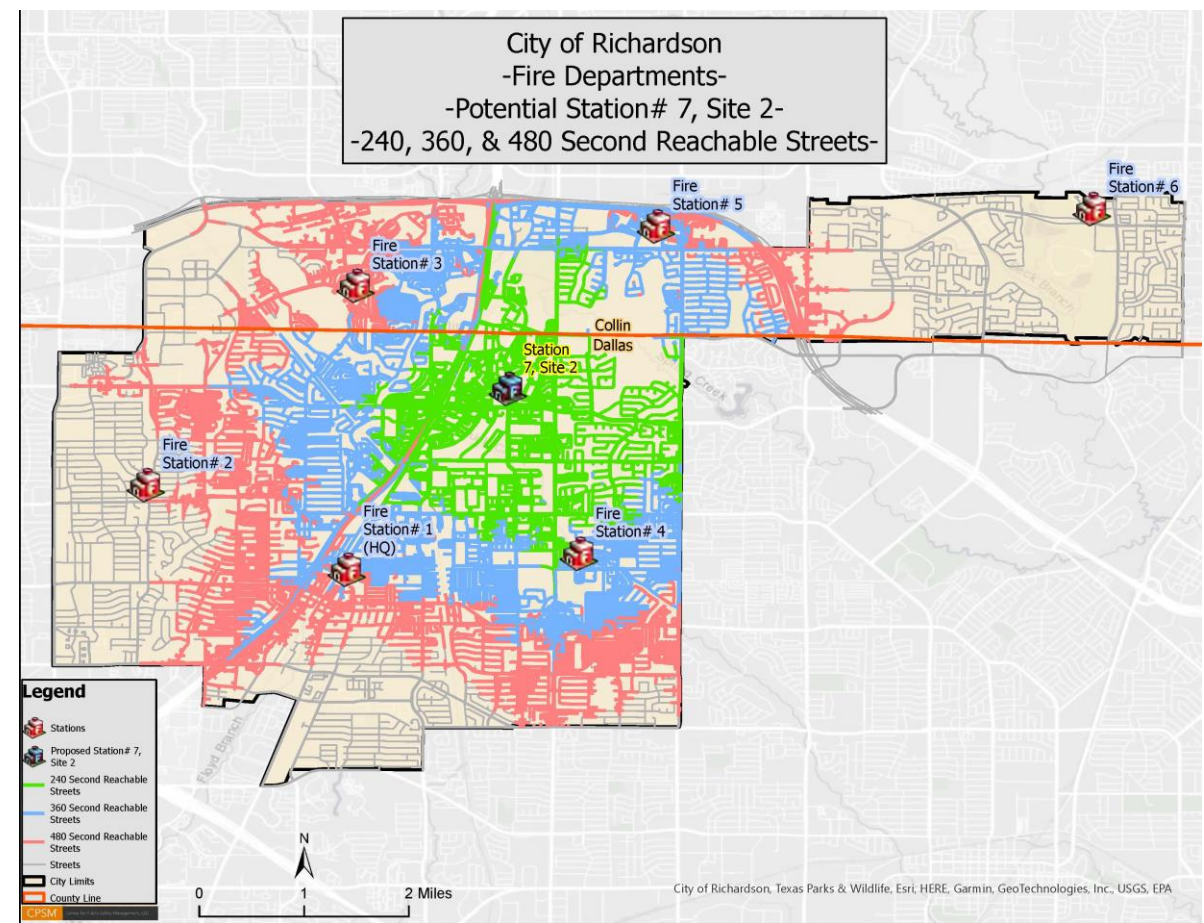 City of Richardson
-Fire Departments-
-Potential Station# 7, Site 2-
-240, 360, & 480 Second Reachable Streets-
Fire
Station# 6
Fire
Station# 5
Fire
Station# 3
Collin
Dallas
Station
7, Site 2
Creek
Fire
Station# 2
Fire
Station# 1
(HQ)
Fire
Station# 4
Floyd Branch
Legend
Stations
Proposed Station# 7,
Site 2
240 Second Reachable
Streets
360 Second Reachable
Streets
480 Second Reachable
Streets
Streets
City Limits
County Line
CPSM
N
0 1 2 Miles
City of Richardson, Texas Parks & Wildlife, Esri, HERE, Garmin, GeoTechnologies, Inc., USGS, EPA